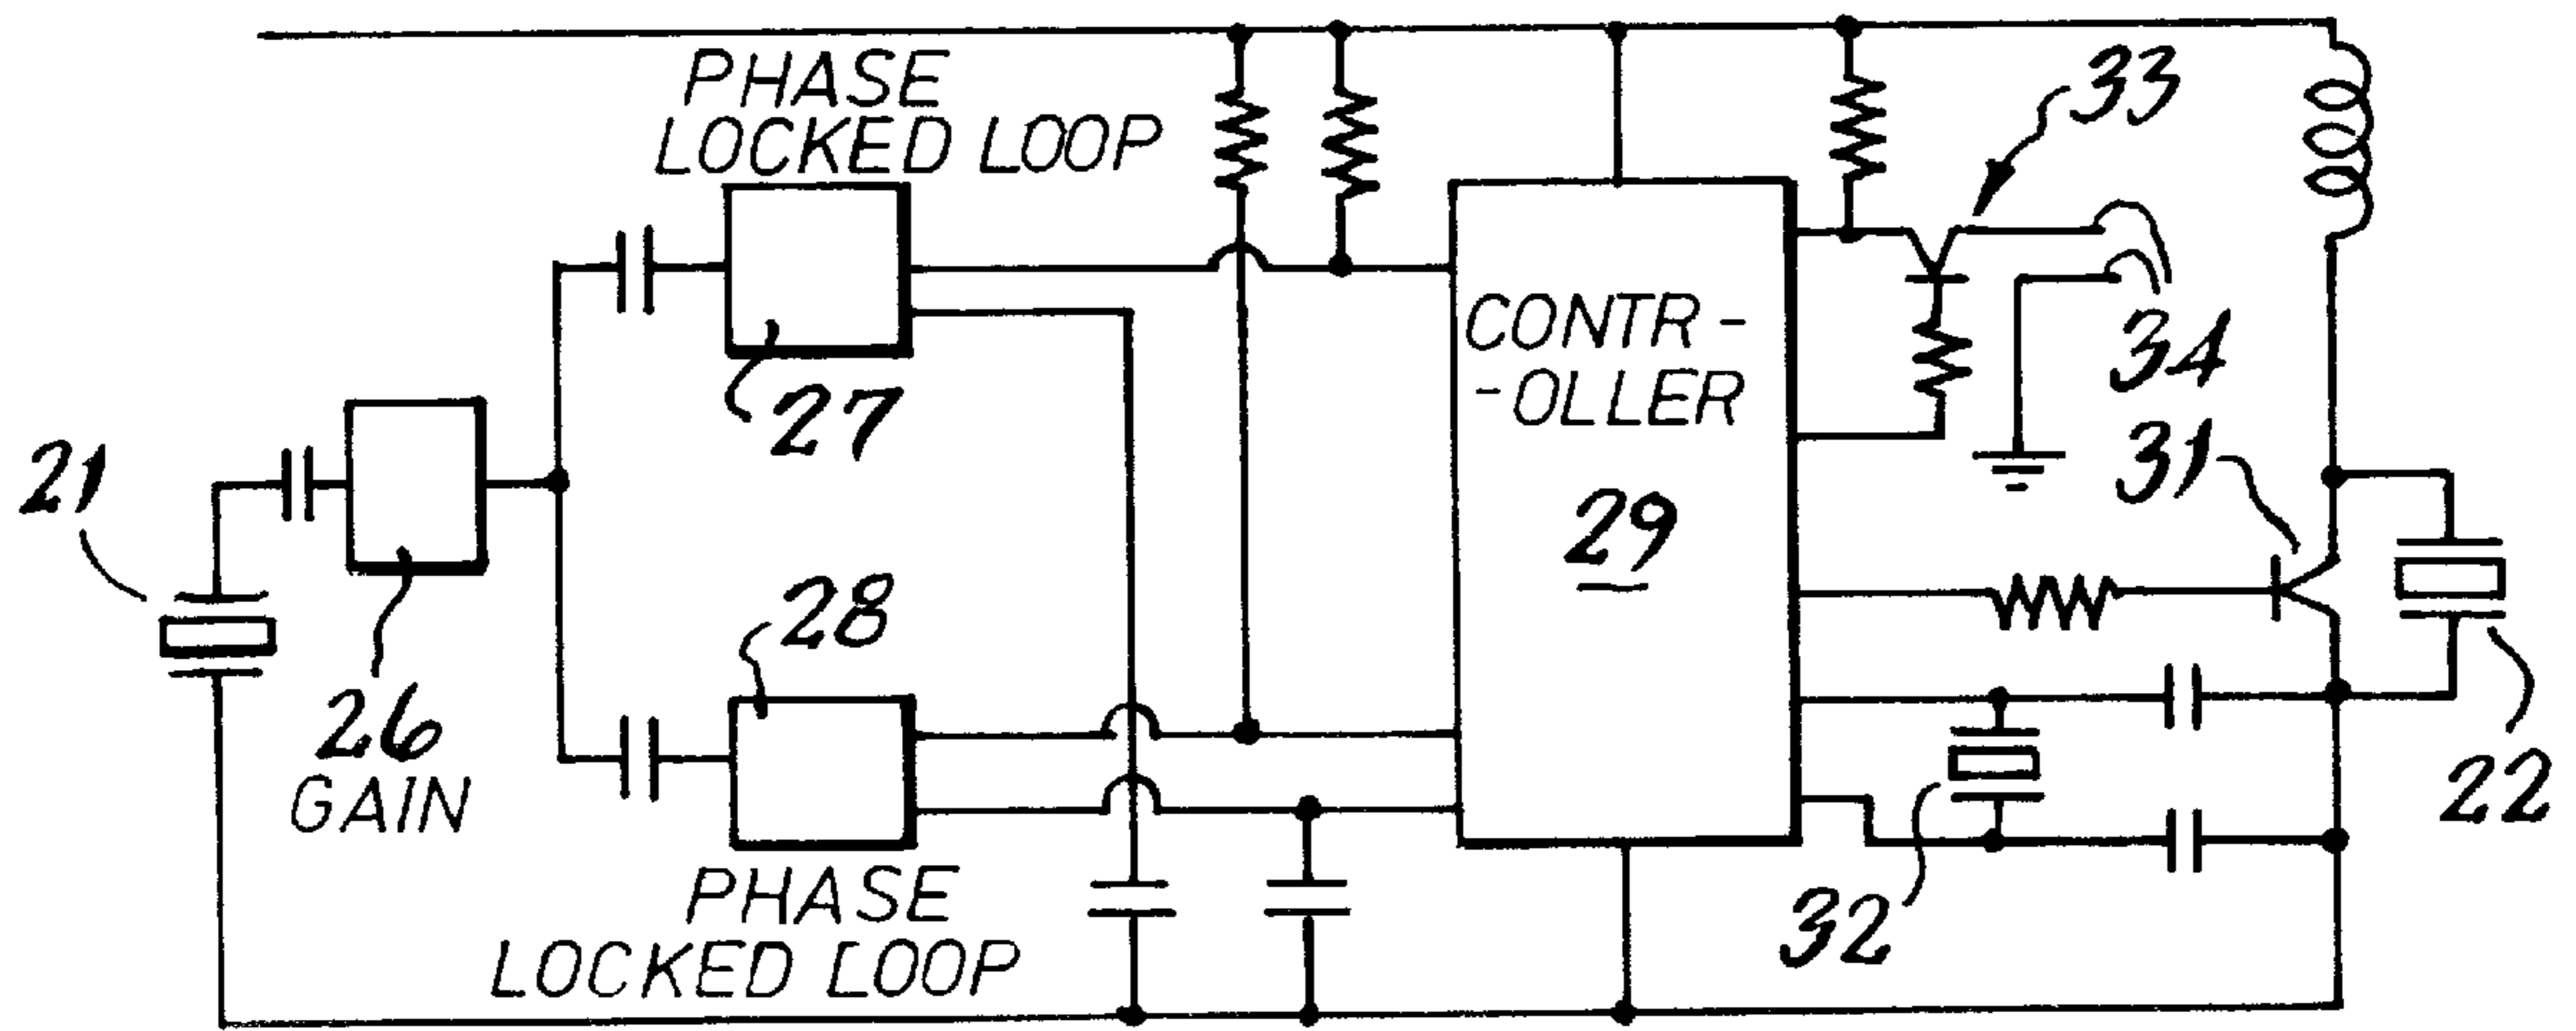 PHASE
LOCKED LOOP
33
27
CONTR-
-OLLER
29
34
31
21
26
GAIN
28
PHASE
LOCKED LOOP
32
22